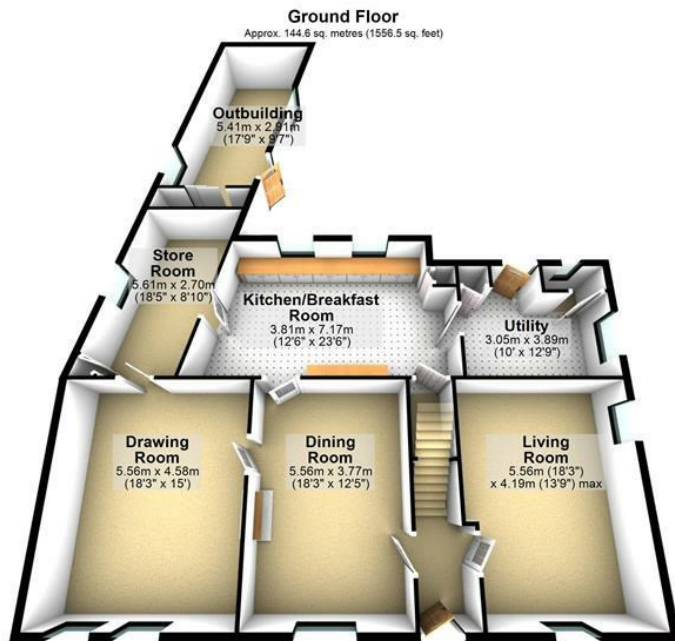 Ground Floor
Approx. 144.6 sq. metres (1556.5 sq. feet)
Outbuilding
5.41m x 2.91m
(17'9" x 9'7")
Store
Room
5.61m x 2.70m
(18'5" x 8'10")
Kitchen/Breakfast
Room
3.81m x 7.17m
(12'6" x 23'6")
Utility
3.05m x 3.89m
(10' x 12'9")
Drawing
Room
5.56m x 4.58m
(18'3" x 15')
Dining
Room
5.56m x 3.77m
(18'3" x 12'5")
Living
Room
5.56m (18'3")
x 4.19m (13'9") max